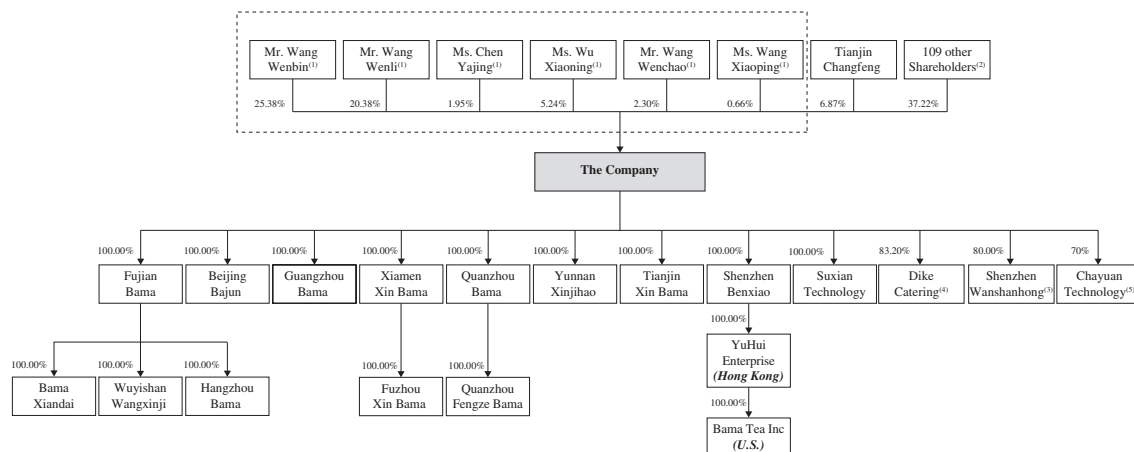 Mr. Wang
Wenbin(1)
Mr. Wang
Wenli(1)
Ms. Chen
Yajing(1)
Ms. Wu
Xiaoning(1)
Mr. Wang
Wenchao(1)
Ms. Wang
Xiaoping(1)
Tianjin
Changfeng
109 other
Shareholders(2)
25.38%
20.38%
1.95%
5.24%
2.30%
0.66%
6.87%
37.22%
The Company
100.00%
100.00%
100.00%
100.00%
100.00%
100.00%
100.00%
100.00%
100.00%
83.20%
80.00%
70%
Fujian
Bama
Beijing
Bajun
Guangzhou
Bama
Xiamen
Xin Bama
Quanzhou
Bama
Yunnan
Xinjihao
Tianjin
Xin Bama
Shenzhen
Benxiao
Suxian
Technology
Dike
Catering(4)
Shenzhen
Wanshanhong(3)
Chayuan
Technology(5)
100.00%
YuHui
Enterprise
(Hong Kong)
100.00%
100.00%
100.00%
100.00%
100.00%
Bama
Xiandai
Wuyishan
Wangxinji
Hangzhou
Bama
Fuzhou
Xin Bama
Quanzhou
Fengze Bama
100.00%
Bama Tea Inc
(U.S.)